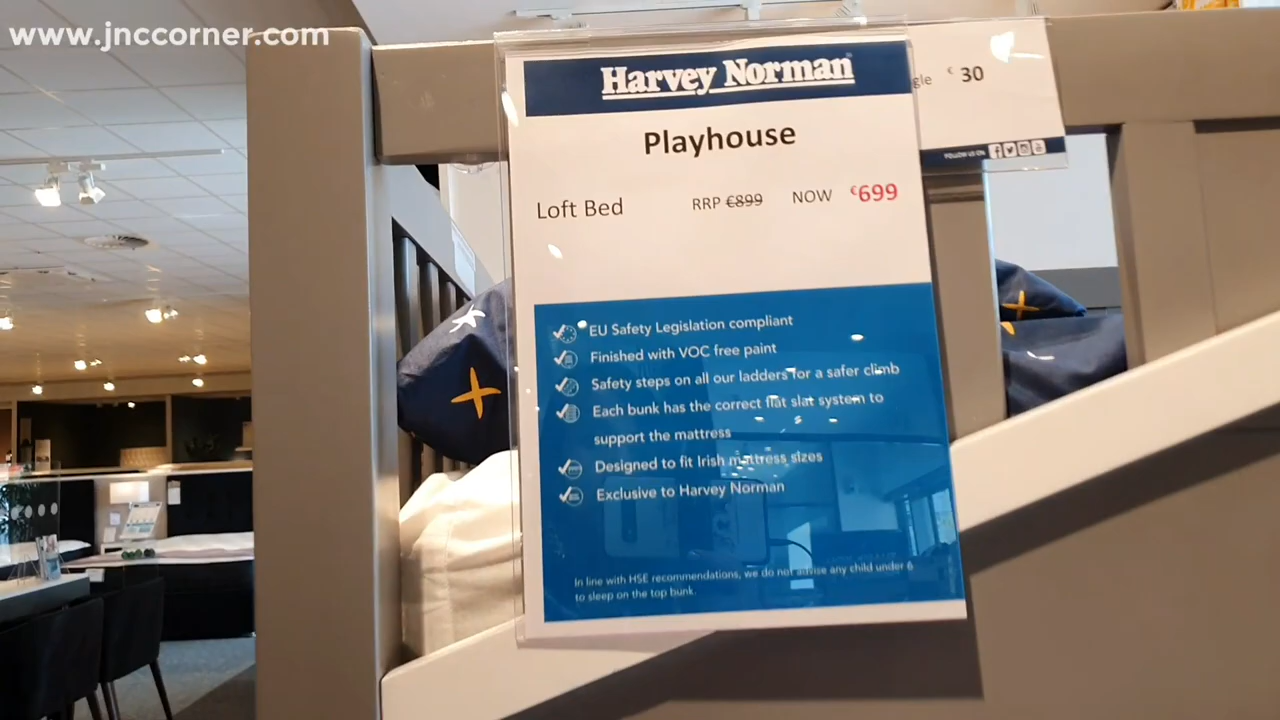 www.jnccorner.com
Harvey Norman
Playhouse
Loft Bed RRP €899 NOW €699
EU Safety Legislation compliant
Finished with VOC free paint
Safety steps on all our ladders for a safer climb
Each bunk has the correct flat slat system to
support the mattress
Designed to fit Irish mattress sizes
Exclusive to Harvey Norman
In line with HSE recommendations, we do not advise any child under 6
to sleep on the top bunk.
€ 30
FOLLOW US ON